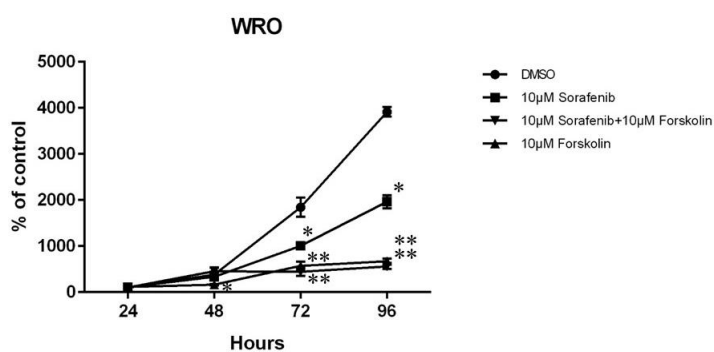 WRO
% of control
5000
4000
3000
2000
1000
0
24 48 72 96
Hours
*
*
**
**
*
**
**
DMSO
10μM Sorafenib
10μM Sorafenib+10μM Forskolin
10μM Forskolin